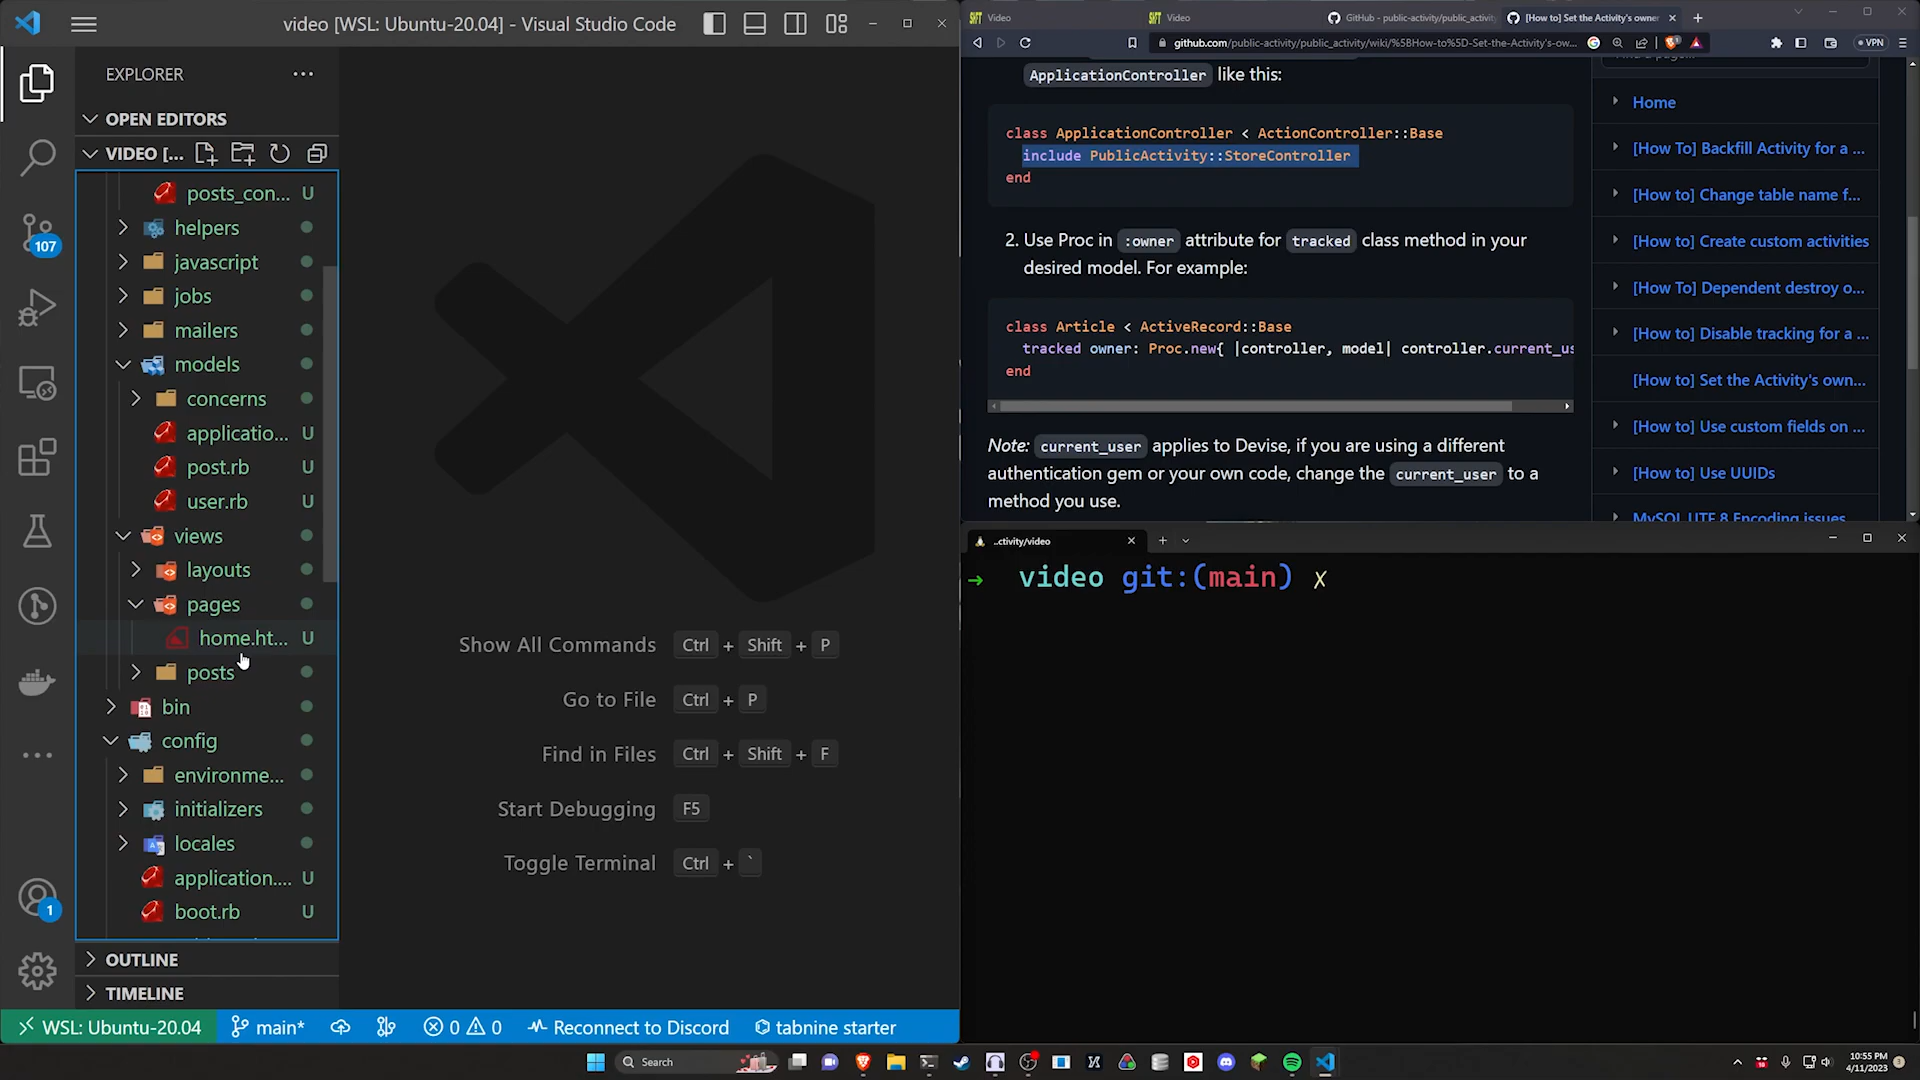 video [WSL: Ubuntu-20.04] - Visual Studio Code
EXPLORER
OPEN EDITORS
VIDEO [...
posts_con... U
helpers
javascript
jobs
mailers
models
concerns
applicatio... U
post.rb U
user.rb U
views
layouts
pages
home.ht... U
posts
bin
config
environme...
initializers
locales
application.... U
boot.rb U
OUTLINE
TIMELINE
107
1
Show All Commands Ctrl + Shift + P
Go to File Ctrl + P
Find in Files Ctrl + Shift + F
Start Debugging F5
Toggle Terminal Ctrl + `
WSL: Ubuntu-20.04 main* 0 0 Reconnect to Discord tabnine starter
Video
Video
GitHub - public-activity/public_activity
[How to] Set the Activity's owner
github.com/public-activity/public_activity/wiki/%5BHow-to%5D-Set-the-Activity's-ow...
VPN
ApplicationController like this:
class ApplicationController < ActionController::Base
include PublicActivity::StoreController
end
2. Use Proc in :owner attribute for tracked class method in your
desired model. For example:
class Article < ActiveRecord::Base
tracked owner: Proc.new{ |controller, model| controller.current_us
end
Note: current_user applies to Devise, if you are using a different
authentication gem or your own code, change the current_user to a
method you use.
Home
[How To] Backfill Activity for a ...
[How to] Change table name f...
[How to] Create custom activities
[How To] Dependent destroy o...
[How to] Disable tracking for a ...
[How to] Set the Activity's own...
[How to] Use custom fields on ...
[How to] Use UUIDs
MySQL UTF 8 Encoding issues
..ctivity/video
→ video git:(main) ✗
Search
10:55 PM
4/11/2023